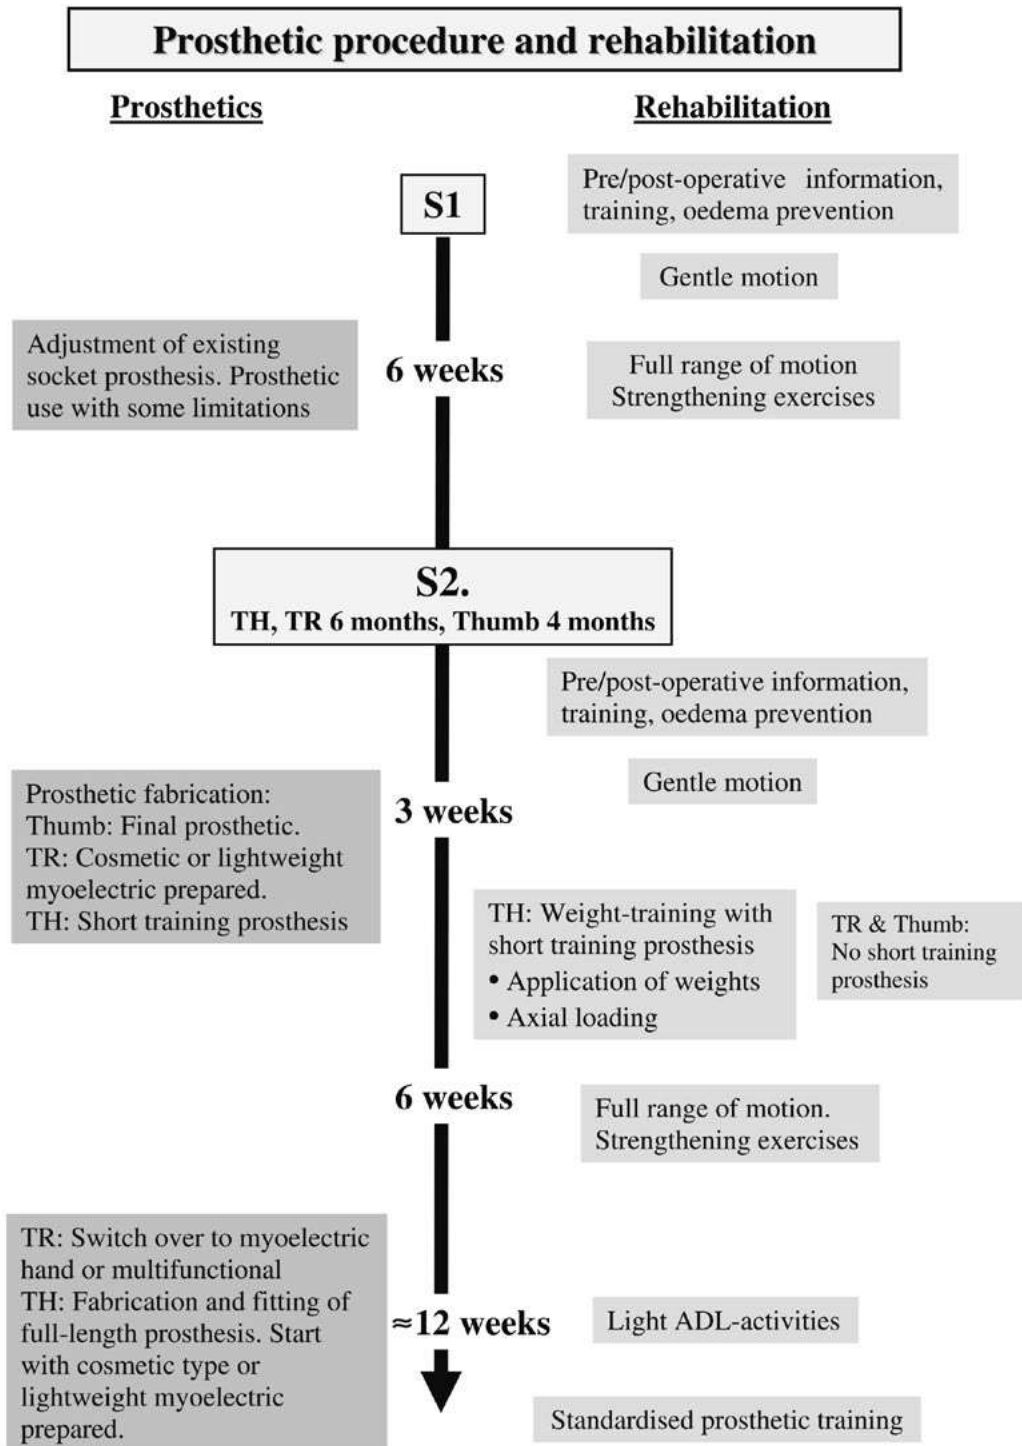 Prosthetic procedure and rehabilitation
Prosthetics
Rehabilitation
S1
Pre/post-operative information,
training, oedema prevention
Gentle motion
Adjustment of existing
socket prosthesis. Prosthetic
use with some limitations
6 weeks
Full range of motion
Strengthening exercises
S2.
TH, TR 6 months, Thumb 4 months
Pre/post-operative information,
training, oedema prevention
Gentle motion
Prosthetic fabrication:
Thumb: Final prosthetic.
TR: Cosmetic or lightweight
myoelectric prepared.
TH: Short training prosthesis
3 weeks
TH: Weight-training with
short training prosthesis
• Application of weights
• Axial loading
TR & Thumb:
No short training
prosthesis
6 weeks
Full range of motion.
Strengthening exercises
TR: Switch over to myoelectric
hand or multifunctional
TH: Fabrication and fitting of
full-length prosthesis. Start
with cosmetic type or
lightweight myoelectric
prepared.
≈12 weeks
Light ADL-activities
Standardised prosthetic training